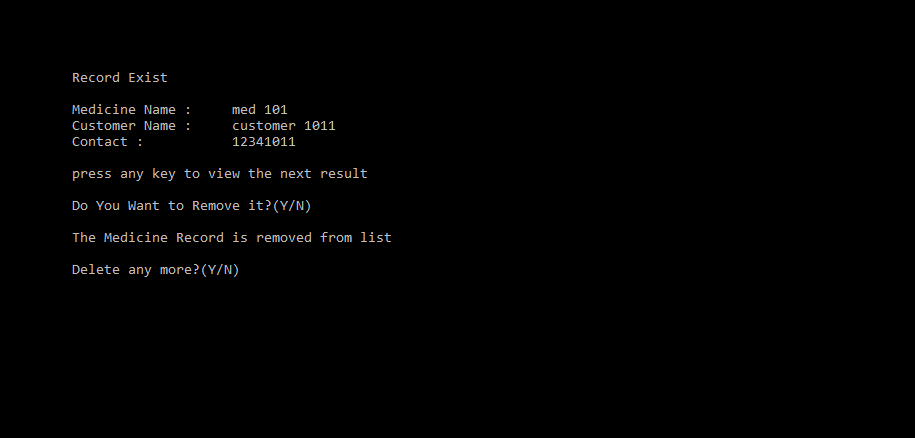 Record Exist
Medicine Name : med 101
Customer Name : customer 1011
Contact : 12341011
press any key to view the next result
Do You Want to Remove it?(Y/N)
The Medicine Record is removed from list
Delete any more?(Y/N)